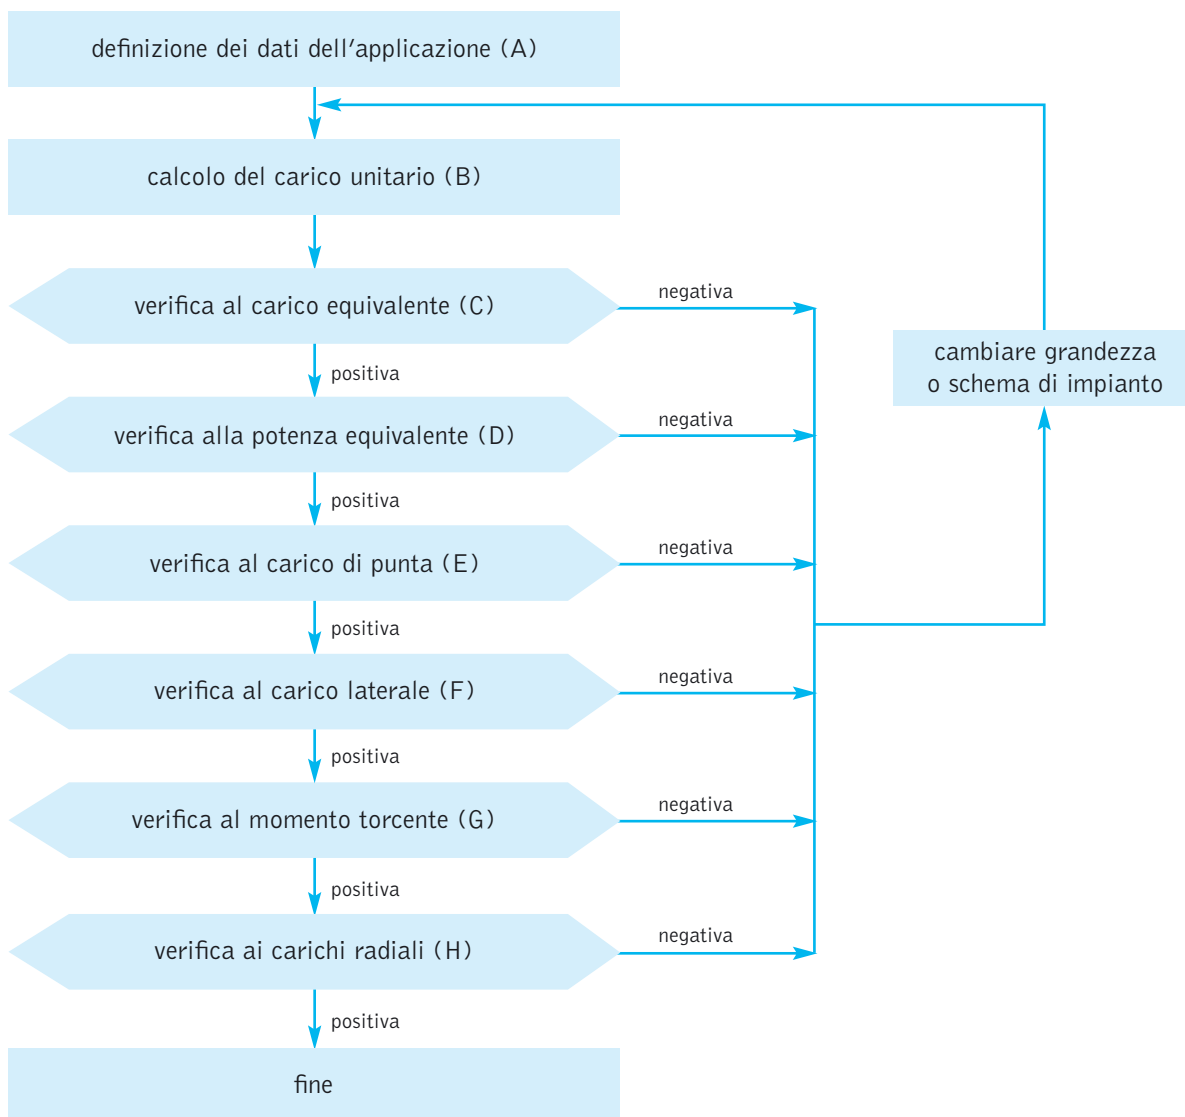 definizione dei dati dell'applicazione (A)
calcolo del carico unitario (B)
verifica al carico equivalente (C)
negativa
cambiare grandezza
o schema di impianto
positiva
verifica alla potenza equivalente (D)
negativa
positiva
verifica al carico di punta (E)
negativa
positiva
verifica al carico laterale (F)
negativa
positiva
verifica al momento torcente (G)
negativa
positiva
verifica ai carichi radiali (H)
negativa
positiva
fine